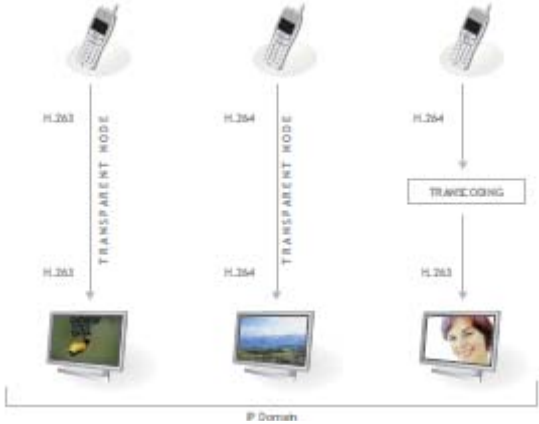 H.263
TRANSPARENT MODE
H.263
H.264
TRANSPARENT MODE
H.264
H.264
TRANSCODING
H.263
IP Domain